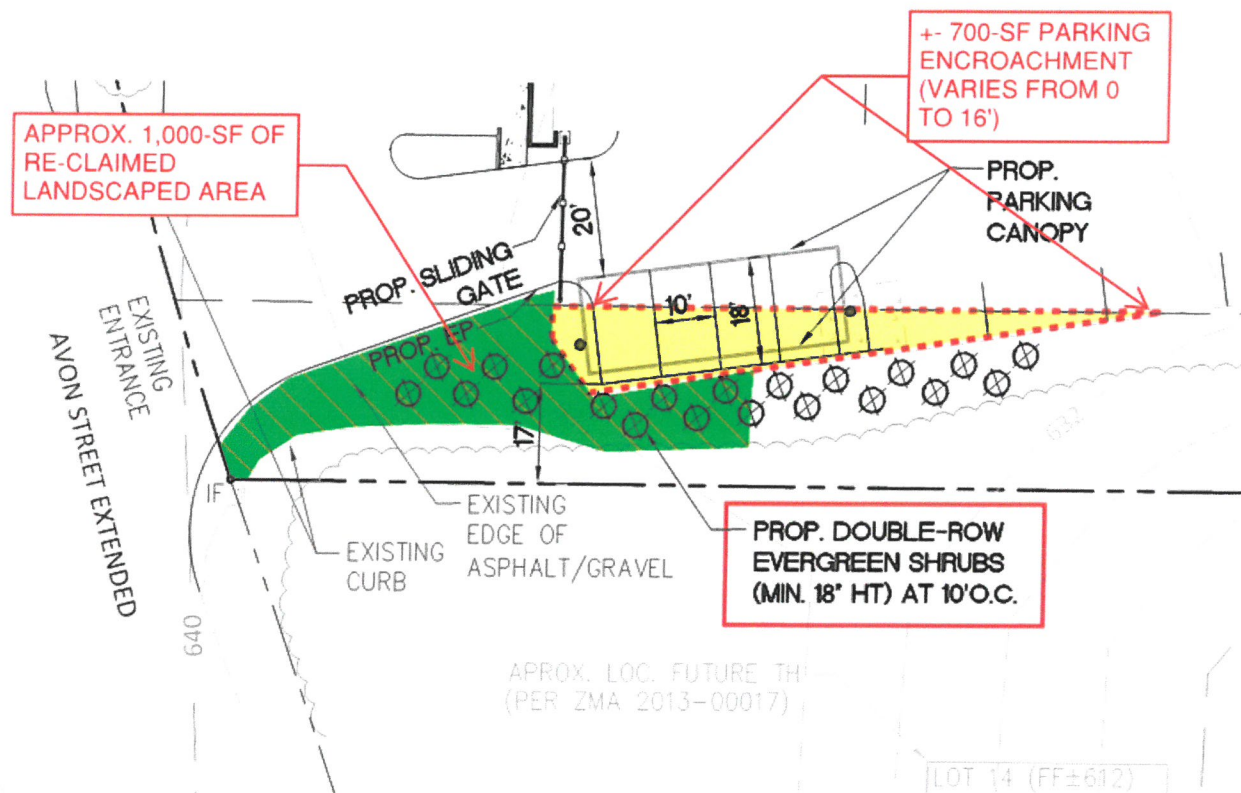 +- 700-SF PARKING
ENCROACHMENT
(VARIES FROM 0
TO 16')
APPROX. 1,000-SF OF
RE-CLAIMED
LANDSCAPED AREA
PROP.
PARKING
CANOPY
20'
PROP. SLIDING
GATE
10'
18'
PROP. EP
EXISTING
ENTRANCE
AVON STREET EXTENDED
17'
632
IF
EXISTING
EDGE OF
ASPHALT/GRAVEL
EXISTING
CURB
PROP. DOUBLE-ROW
EVERGREEN SHRUBS
(MIN. 18" HT) AT 10'O.C.
640
APROX. LOC. FUTURE TH
(PER ZMA 2013-00017)
LOT 14 (FF±612)